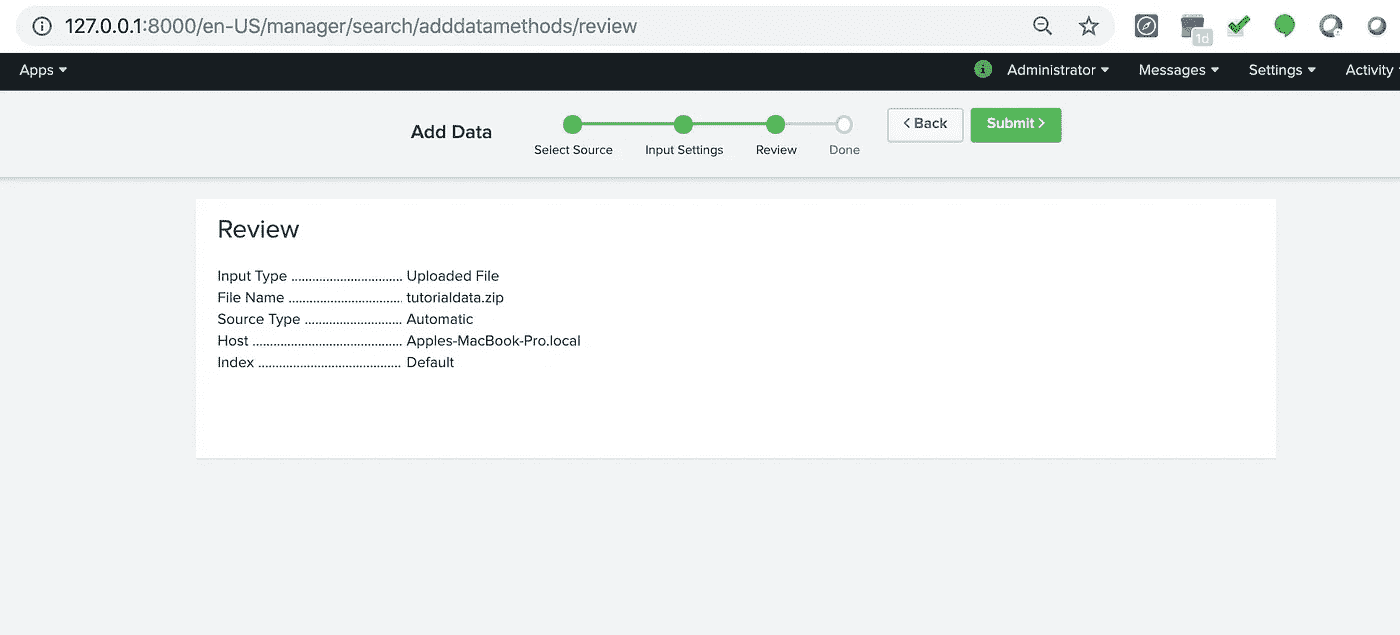 127.0.0.1:8000/en-US/manager/search/adddatamethods/review
1d
Apps Administrator Messages Settings Activity
Add Data
Select Source Input Settings Review Done
Back Submit
Review
Input Type ................................ Uploaded File
File Name ................................ tutorialdata.zip
Source Type ............................ Automatic
Host ........................................... Apples-MacBook-Pro.local
Index ......................................... Default